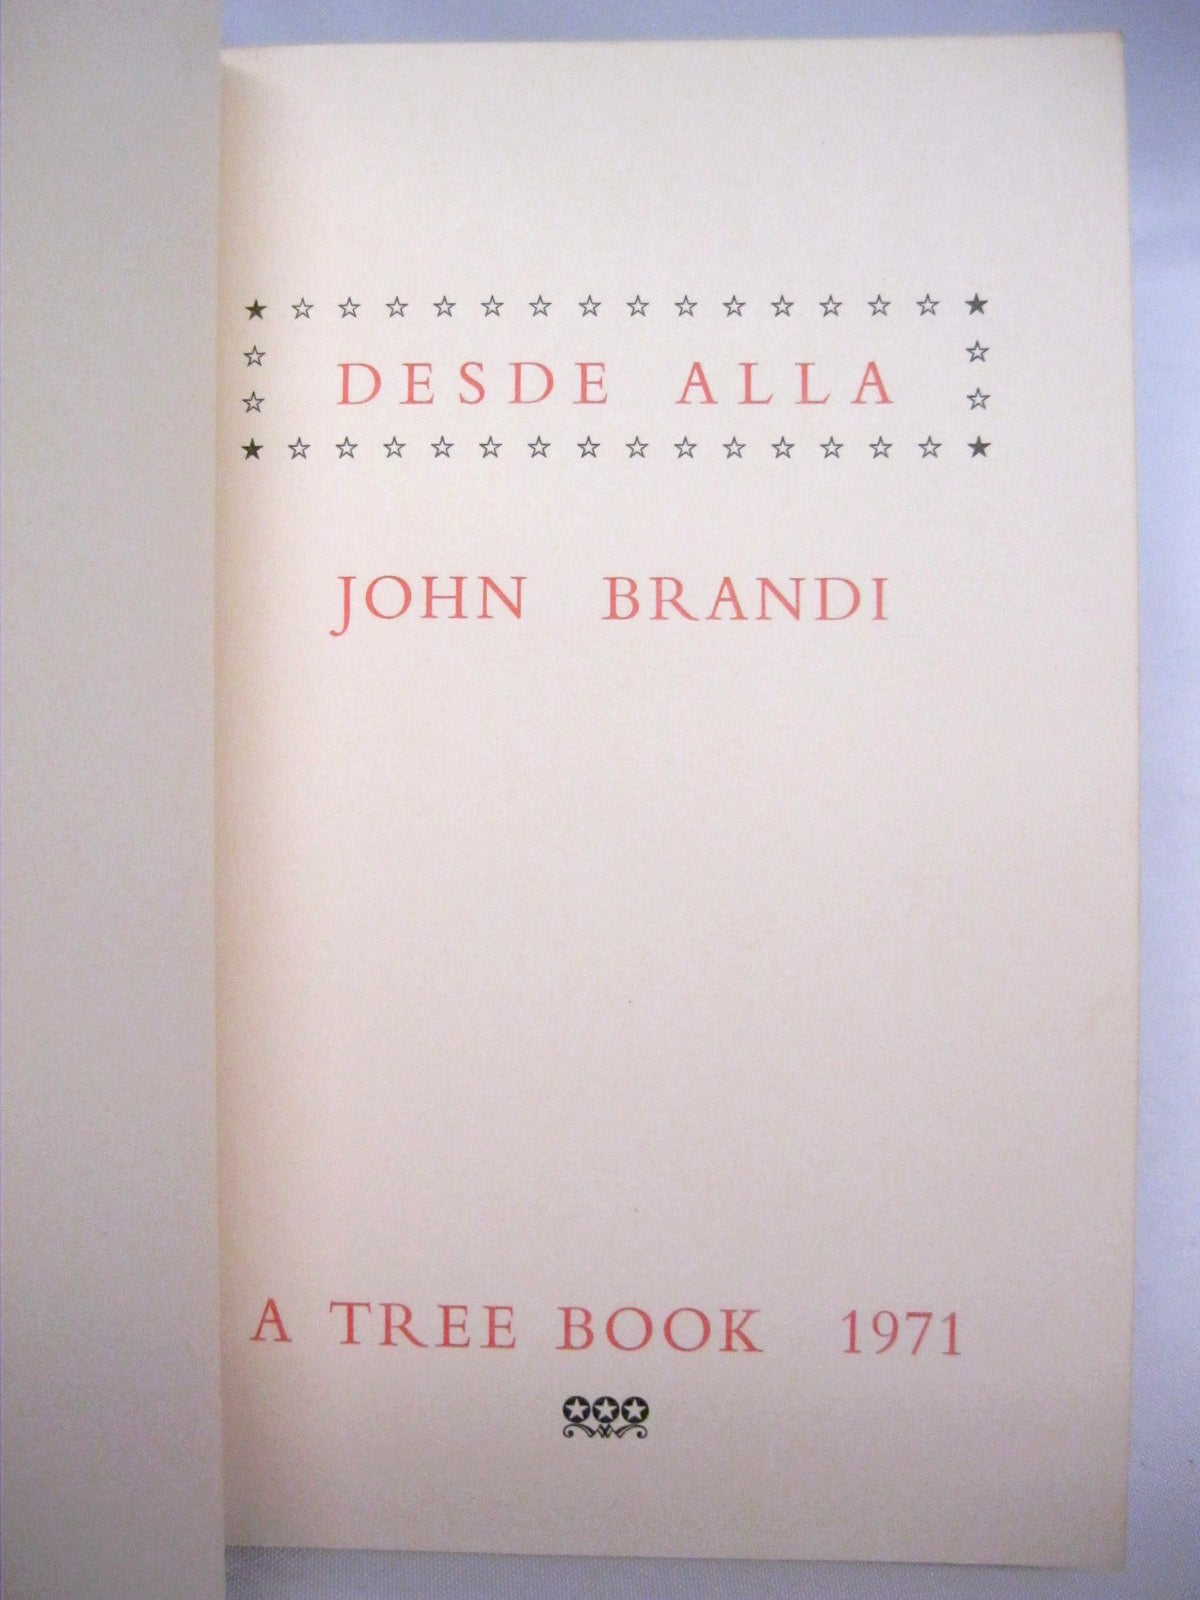 DESDE ALLA
JOHN BRANDI
A TREE BOOK 1971